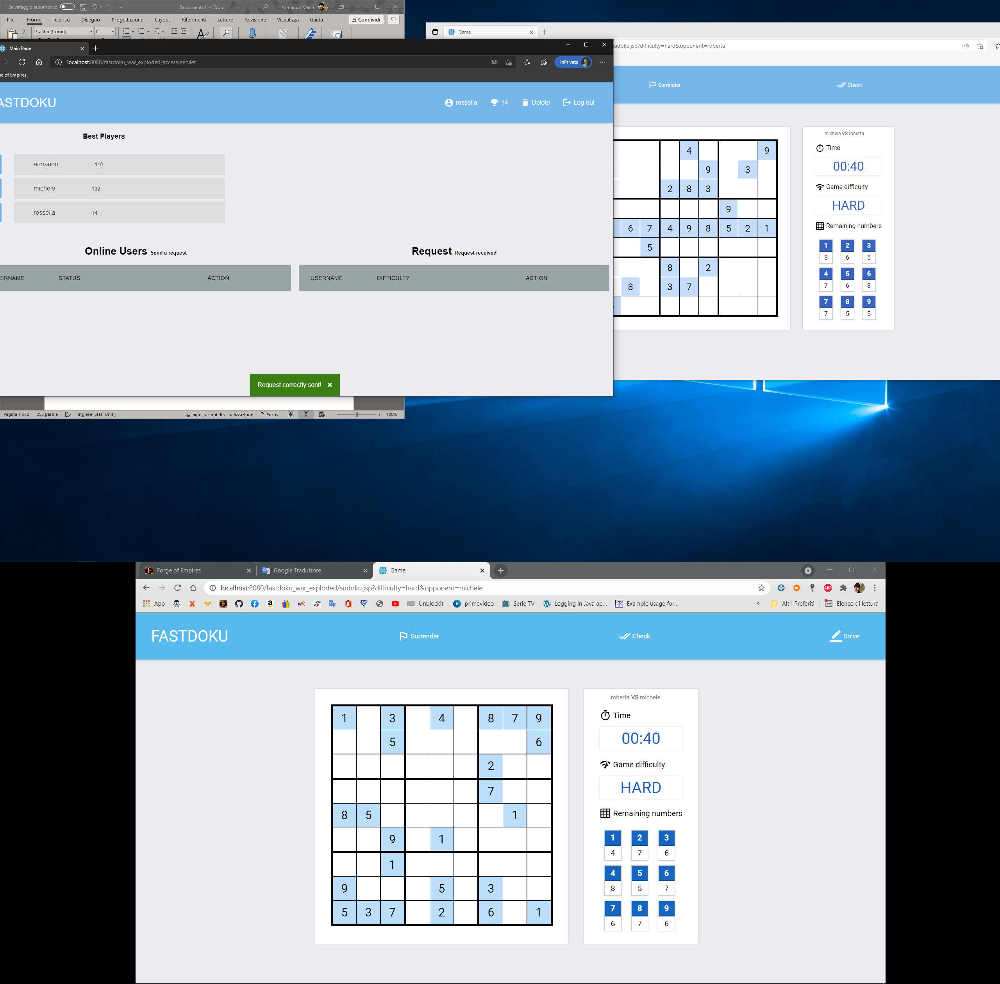 Salvataggio automatico
Documento1 - Word
Armando Macrì
File Home Inserisci Disegno Progettazione Layout Riferimenti Lettere Revisione Visualizza Guida Condividi
Calibri (Corpo) 11
Main Page
localhost:8080/fastdoku_war_exploded/access-servlet
aあ
InPrivate
ge of Empires
ASTDOKU
rossella 14 Delete Log out
Best Players
armando 110
michele 102
rossella 14
Online Users Send a request
ERNAME STATUS ACTION
Request Request received
USERNAME DIFFICULTY ACTION
Request correctly sent!
Pagina 1 di 2 255 parole Inglese (Stati Uniti) Impostazioni di visualizzazione Focus 100%
Game
sudoku.jsp?difficulty=hard&opponent=roberta
aあ
Surrender Check
4 9
9 3
2 8 3
9
6 7 4 9 8 5 2 1
5
8 2
8 3 7
michele VS roberta
Time
00:40
Game difficulty
HARD
Remaining numbers
1 2 3
8 6 5
4 5 6
7 6 8
7 8 9
7 5 5
Forge of Empires Google Traduttore Game
localhost:8080/fastdoku_war_exploded/sudoku.jsp?difficulty=hard&opponent=michele
ABP
App Unblockit primevideo Serie TV Logging in Java ap... Example usage for... » Altri Preferiti Elenco di lettura
FASTDOKU Surrender Check Solve
1 3 4 8 7 9
5 6
2
7
8 5 1
9 1
1
9 5 3
5 3 7 2 6 1
roberta VS michele
Time
00:40
Game difficulty
HARD
Remaining numbers
1 2 3
4 7 6
4 5 6
8 5 7
7 8 9
6 7 6